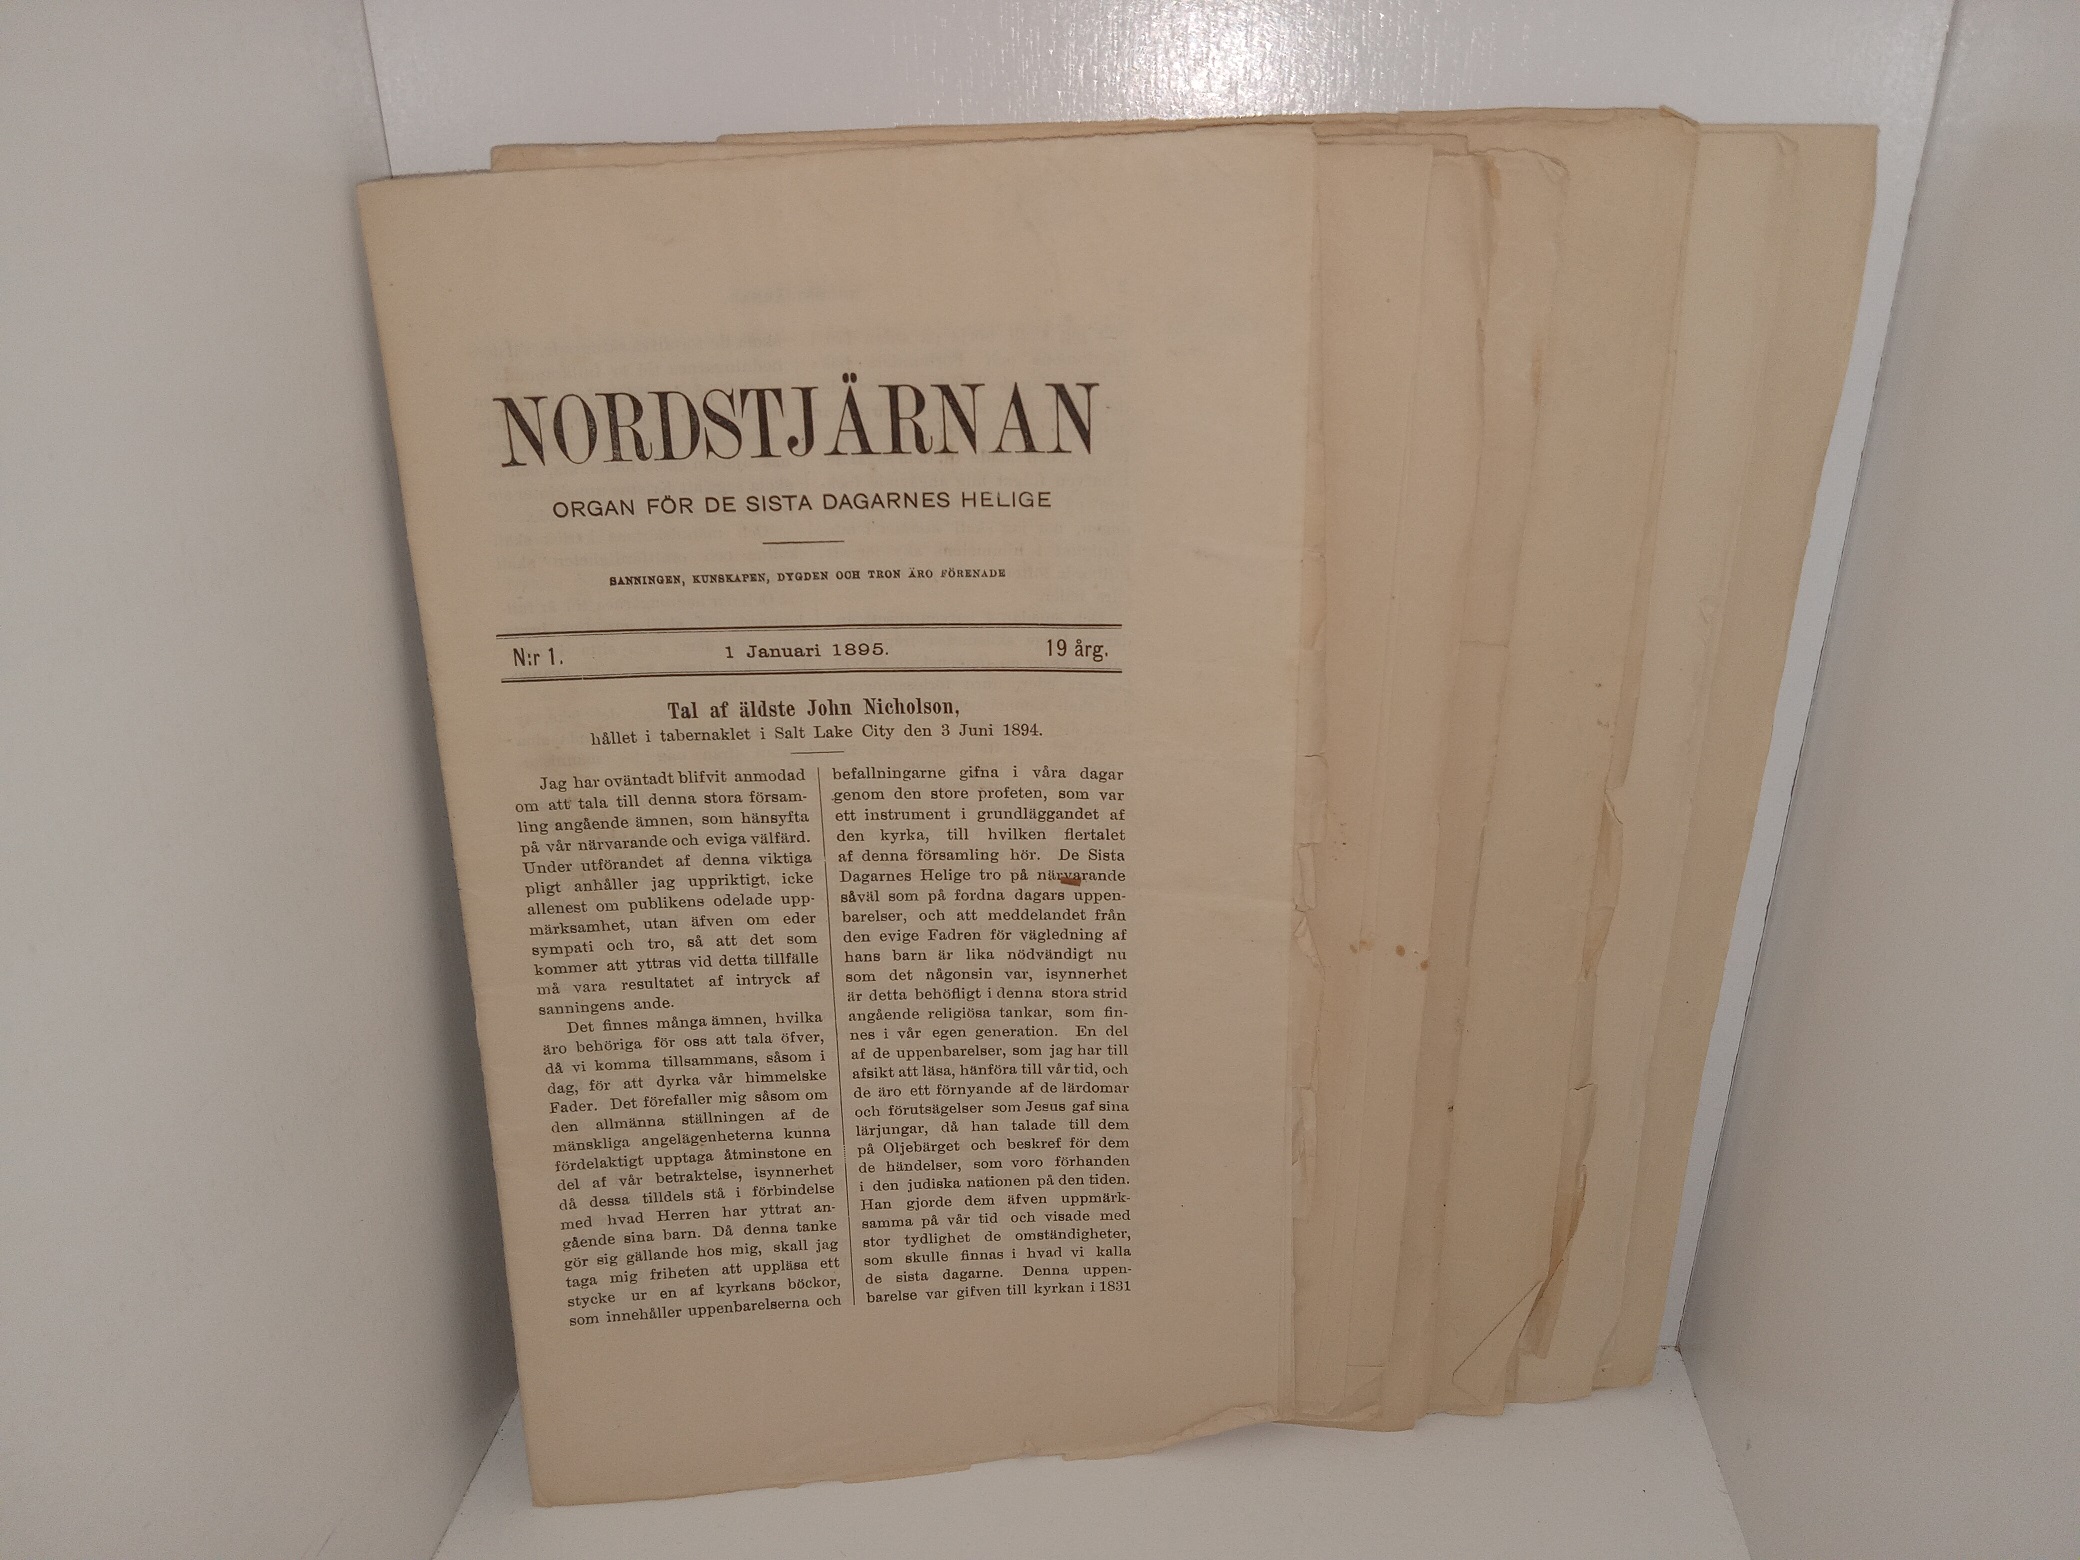 NORDSTJÄRNAN
ORGAN FÖR DE SISTA DAGARNES HELIGE
SANNINGEN, KUNSKAPEN, DYGDEN OCH TRON ÄRO FÖRENADE
N:r 1. 1 Januari 1895. 19 årg.
Tal af äldste John Nicholson,
hållet i tabernaklet i Salt Lake City den 3 Juni 1894.
Jag har oväntadt blifvit anmodad
om att tala till denna stora försam-
ling angående ämnen, som hänsyfta
på vår närvarande och eviga välfärd.
Under utförandet af denna viktiga
pligt anhåller jag uppriktigt, icke
allenest om publikens odelade upp-
märksamhet, utan äfven om eder
sympati och tro, så att det som
kommer att yttras vid detta tillfälle
må vara resultatet af intryck af
sanningens ande.
Det finnes många ämnen, hvilka
äro behöriga för oss att tala öfver,
då vi komma tillsammans, såsom i
dag, för att dyrka vår himmelske
Fader. Det förefaller mig såsom om
den allmänna ställningen af de
mänskliga angelägenheterna kunna
fördelaktigt upptaga åtminstone en
del af vår betraktelse, isynnerhet
då dessa tilldels stå i förbindelse
med hvad Herren har yttrat an-
gående sina barn. Då denna tanke
gör sig gällande hos mig, skall jag
taga mig friheten att uppläsa ett
stycke ur en af kyrkans böckor,
som innehåller uppenbarelserna och
befallningarne gifna i våra dagar
genom den store profeten, som var
ett instrument i grundläggandet af
den kyrka, till hvilken flertalet
af denna församling hör. De Sista
Dagarnes Helige tro på närvarande
såväl som på fordna dagars uppen-
barelser, och att meddelandet från
den evige Fadren för vägledning af
hans barn är lika nödvändigt nu
som det någonsin var, isynnerhet
är detta behöfligt i denna stora strid
angående religiösa tankar, som fin-
nes i vår egen generation. En del
af de uppenbarelser, som jag har till
afsikt att läsa, hänföra till vår tid, och
de äro ett förnyande af de lärdomar
och förutsägelser som Jesus gaf sina
lärjungar, då han talade till dem
på Oljebärget och beskref för dem
de händelser, som voro förhanden
i den judiska nationen på den tiden.
Han gjorde dem äfven uppmärk-
samma på vår tid och visade med
stor tydlighet de omständigheter,
som skulle finnas i hvad vi kalla
de sista dagarne. Denna uppen-
barelse var gifven till kyrkan i 1831